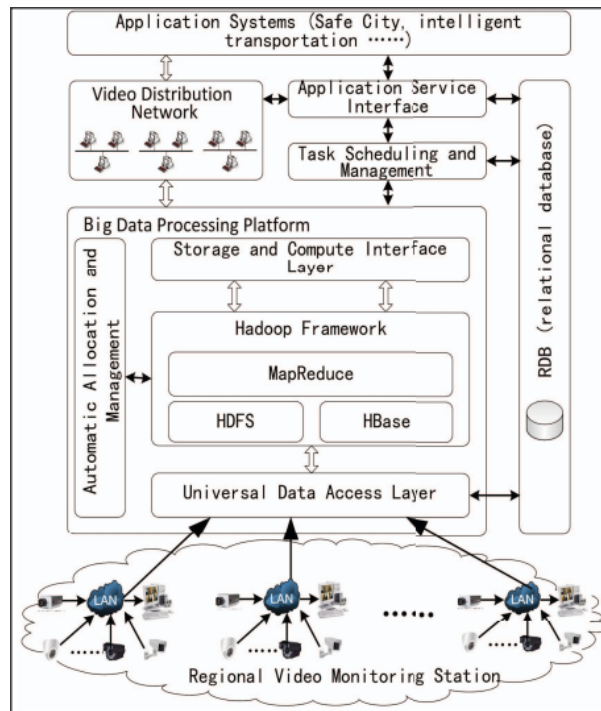 Application Systems (Safe City, intelligent
transportation ……)
Video Distribution
Network
Application Service
Interface
Task Scheduling and
Management
RDB (relational database)
Big Data Processing Platform
Automatic Allocation and
Management
Storage and Compute Interface
Layer
Hadoop Framework
MapReduce
HDFS
HBase
Universal Data Access Layer
LAN
LAN
LAN
Regional Video Monitoring Station